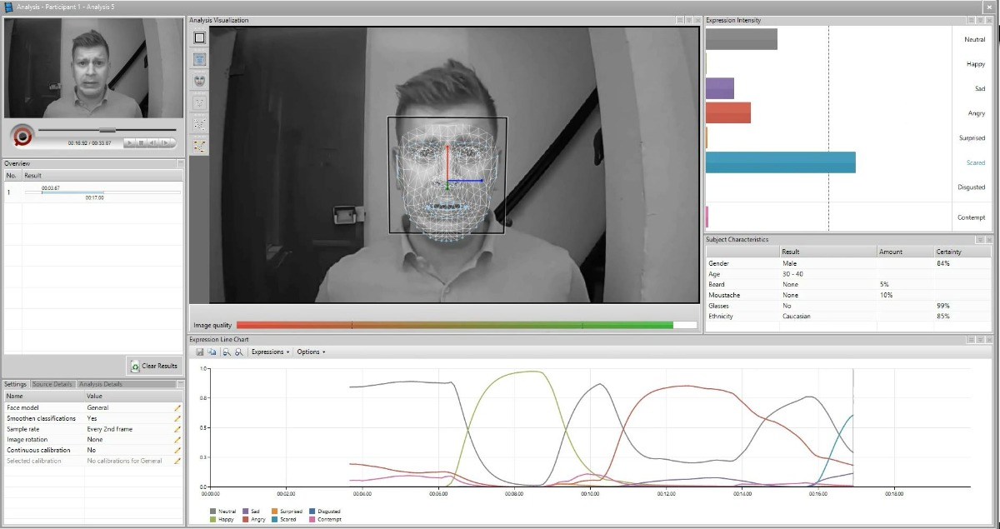 Analysis - Participant 1 - Analysis 5
00:16.92 / 00:33.67
Overview
No. Result
1
00:03.67
00:17.00
Clear Results
Settings Source Details Analysis Details
Name Value
Face model General
Smoothen classifications Yes
Sample rate Every 2nd frame
Image rotation None
Continuous calibration No
Selected calibration No calibrations for General
Analysis Visualization
Image quality
Expression Intensity
Neutral
Happy
Sad
Angry
Surprised
Scared
Disgusted
Contempt
Subject Characteristics
Result Amount Certainty
Gender Male 84%
Age 30 - 40
Beard None 5%
Moustache None 10%
Glasses No 99%
Ethnicity Caucasian 85%
Expression Line Chart
Expressions Options
1.0
0.8
0.5
0.3
0.0
00:00.00 00:02.00 00:04.00 00:06.00 00:08.00 00:10.00 00:12.00 00:14.00 00:16.00 00:18.00
Neutral Sad Surprised Disgusted
Happy Angry Scared Contempt